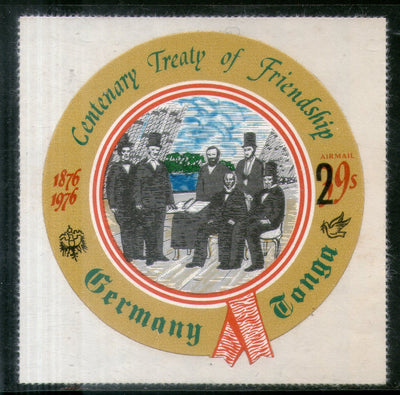 Centenary Treaty of Friendship
1876
1976
AIRMAIL
29s
Germany
Tonga